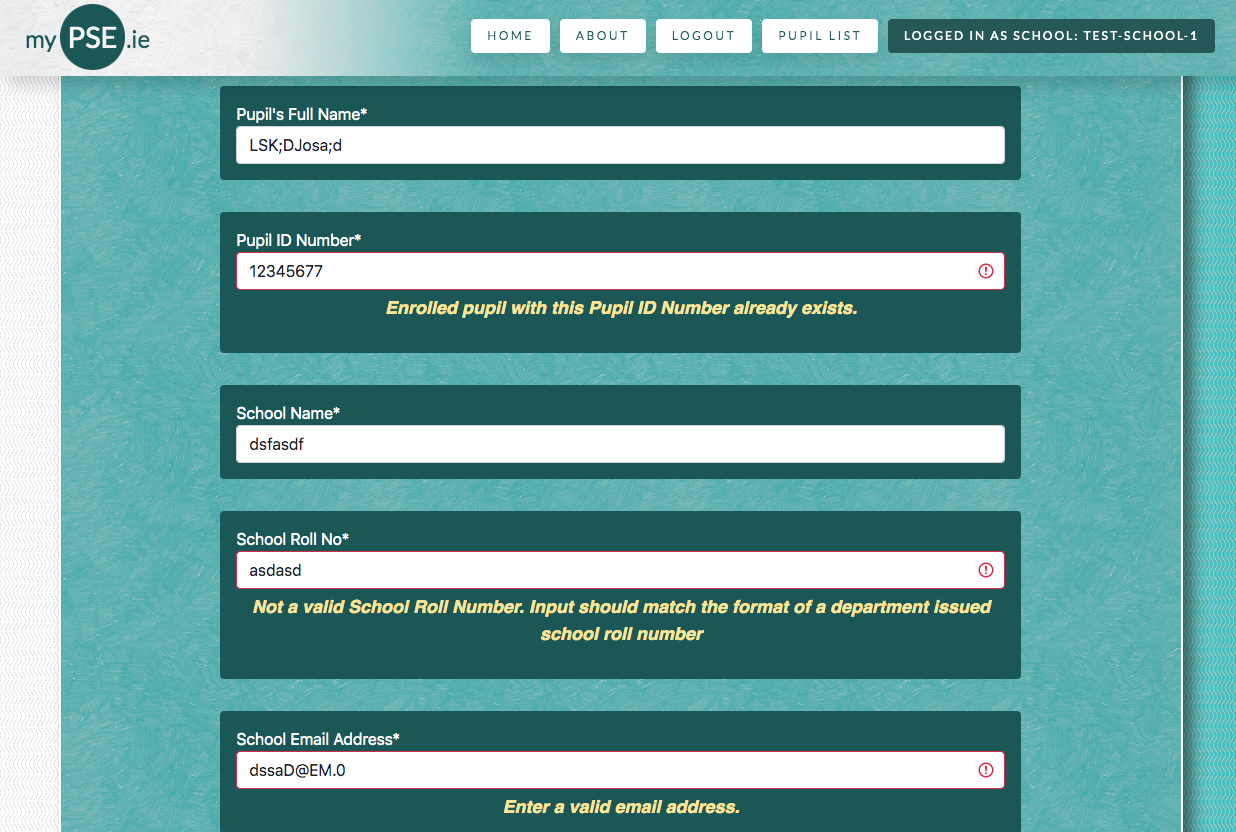 my PSE .ie
HOME
ABOUT
LOGOUT
PUPIL LIST
LOGGED IN AS SCHOOL: TEST-SCHOOL-1
Pupil's Full Name*
LSK;DJosa;d
Pupil ID Number*
12345677
Enrolled pupil with this Pupil ID Number already exists.
School Name*
dsfasdf
School Roll No*
asdasd
Not a valid School Roll Number. Input should match the format of a department issued
school roll number
School Email Address*
dssaD@EM.0
Enter a valid email address.